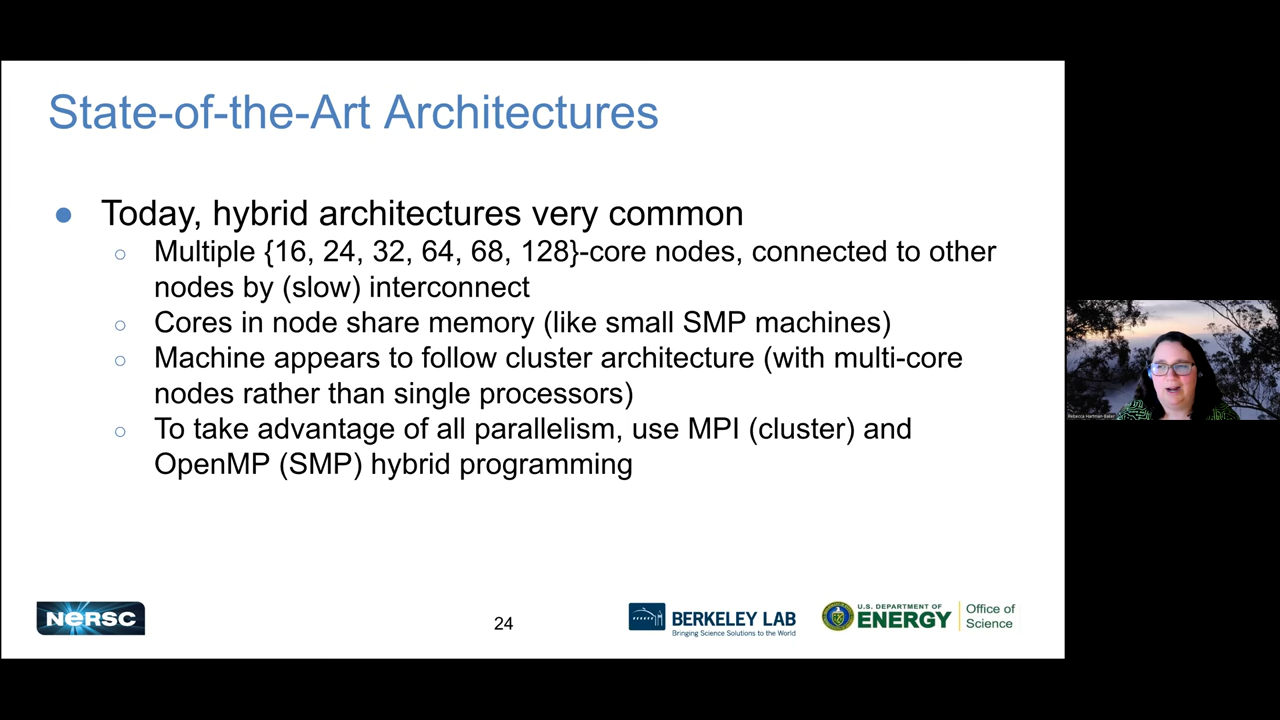 State-of-the-Art Architectures
● Today, hybrid architectures very common
○ Multiple {16, 24, 32, 64, 68, 128}-core nodes, connected to other
nodes by (slow) interconnect
○ Cores in node share memory (like small SMP machines)
○ Machine appears to follow cluster architecture (with multi-core
nodes rather than single processors)
○ To take advantage of all parallelism, use MPI (cluster) and
OpenMP (SMP) hybrid programming
Rebecca Hartman-Baker
NERSC
24
BERKELEY LAB
Bringing Science Solutions to the World
U.S. DEPARTMENT OF
ENERGY
Office of
Science